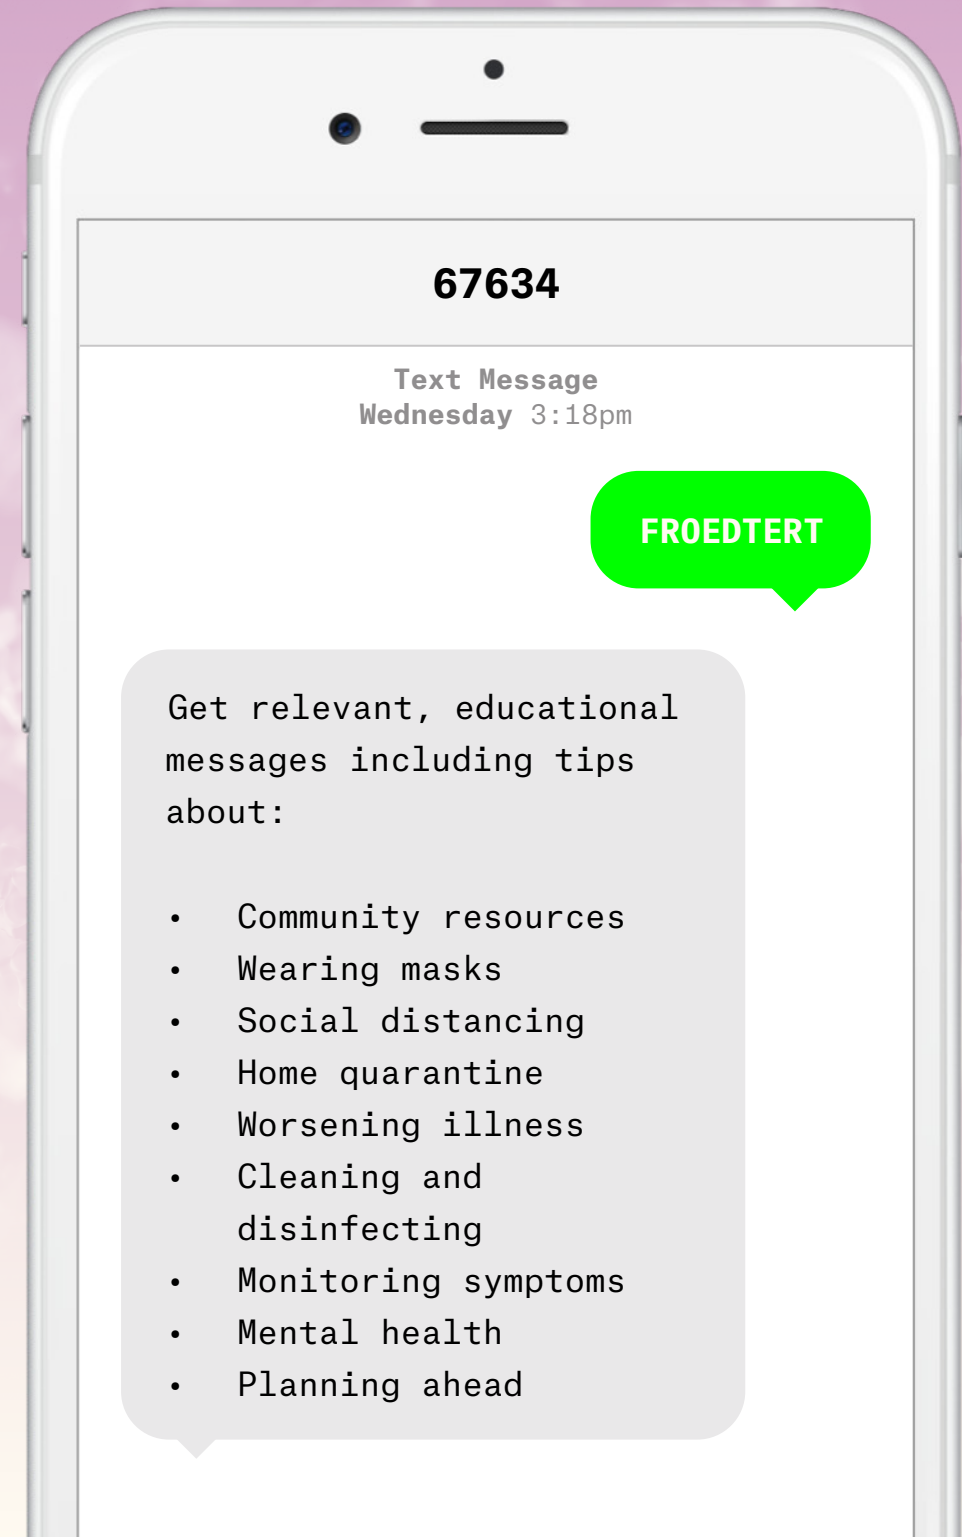 67634
Text Message
Wednesday 3:18pm
FROEDTERT
Get relevant, educational
messages including tips
about:
• Community resources
• Wearing masks
• Social distancing
• Home quarantine
• Worsening illness
• Cleaning and
disinfecting
• Monitoring symptoms
• Mental health
• Planning ahead